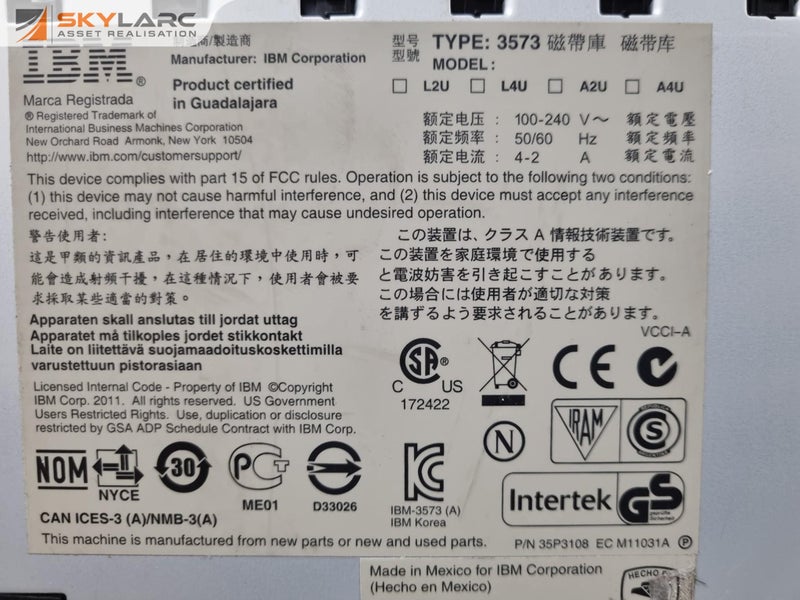 SKYLARC
ASSET REALISATION
IBM®
Marca Registrada
® Registered Trademark of
International Business Machines Corporation
New Orchard Road Armonk, New York 10504
http://www.ibm.com/customersupport/
商/製造商
Manufacturer: IBM Corporation
Product certified
in Guadalajara
型号 TYPE: 3573 磁帶庫 磁带库
型號 MODEL:
L2U L4U A2U A4U
额定电压: 100-240 V～ 額定電壓
额定频率: 50/60 Hz 額定頻率
额定电流: 4-2 A 額定電流
This device complies with part 15 of FCC rules. Operation is subject to the following two conditions:
(1) this device may not cause harmful interference, and (2) this device must accept any interference
received, including interference that may cause undesired operation.
警告使用者:
這是甲類的資訊產品，在居住的環境中使用時，可
能會造成射頻干擾，在這種情況下，使用者會被要
求採取某些適當的對策。
この装置は、クラス A 情報技術装置です。
この装置を家庭環境で使用する
と電波妨害を引き起こすことがあります。
この場合には使用者が適切な対策
を講ずるよう要求されることがあります。
VCCI-A
Apparaten skall anslutas till jordat uttag
Apparatet må tilkoples jordet stikkontakt
Laite on liitettävä suojamaadoituskoskettimilla
varustettuun pistorasiaan
Licensed Internal Code - Property of IBM ©Copyright
IBM Corp. 2011. All rights reserved. US Government
Users Restricted Rights. Use, duplication or disclosure
restricted by GSA ADP Schedule Contract with IBM Corp.
CSA®
C US
172422
CE
N
IRAM
S
NOM
NYCE
30
PCT
ME01
D33026
KC
IBM-3573 (A)
IBM Korea
Intertek
GS
geprüfte
Sicherheit
CAN ICES-3 (A)/NMB-3(A)
This machine is manufactured from new parts or new and used parts.
P/N 35P3108 EC M11031A Ⓟ
Made in Mexico for IBM Corporation
(Hecho en Mexico)
HECHO